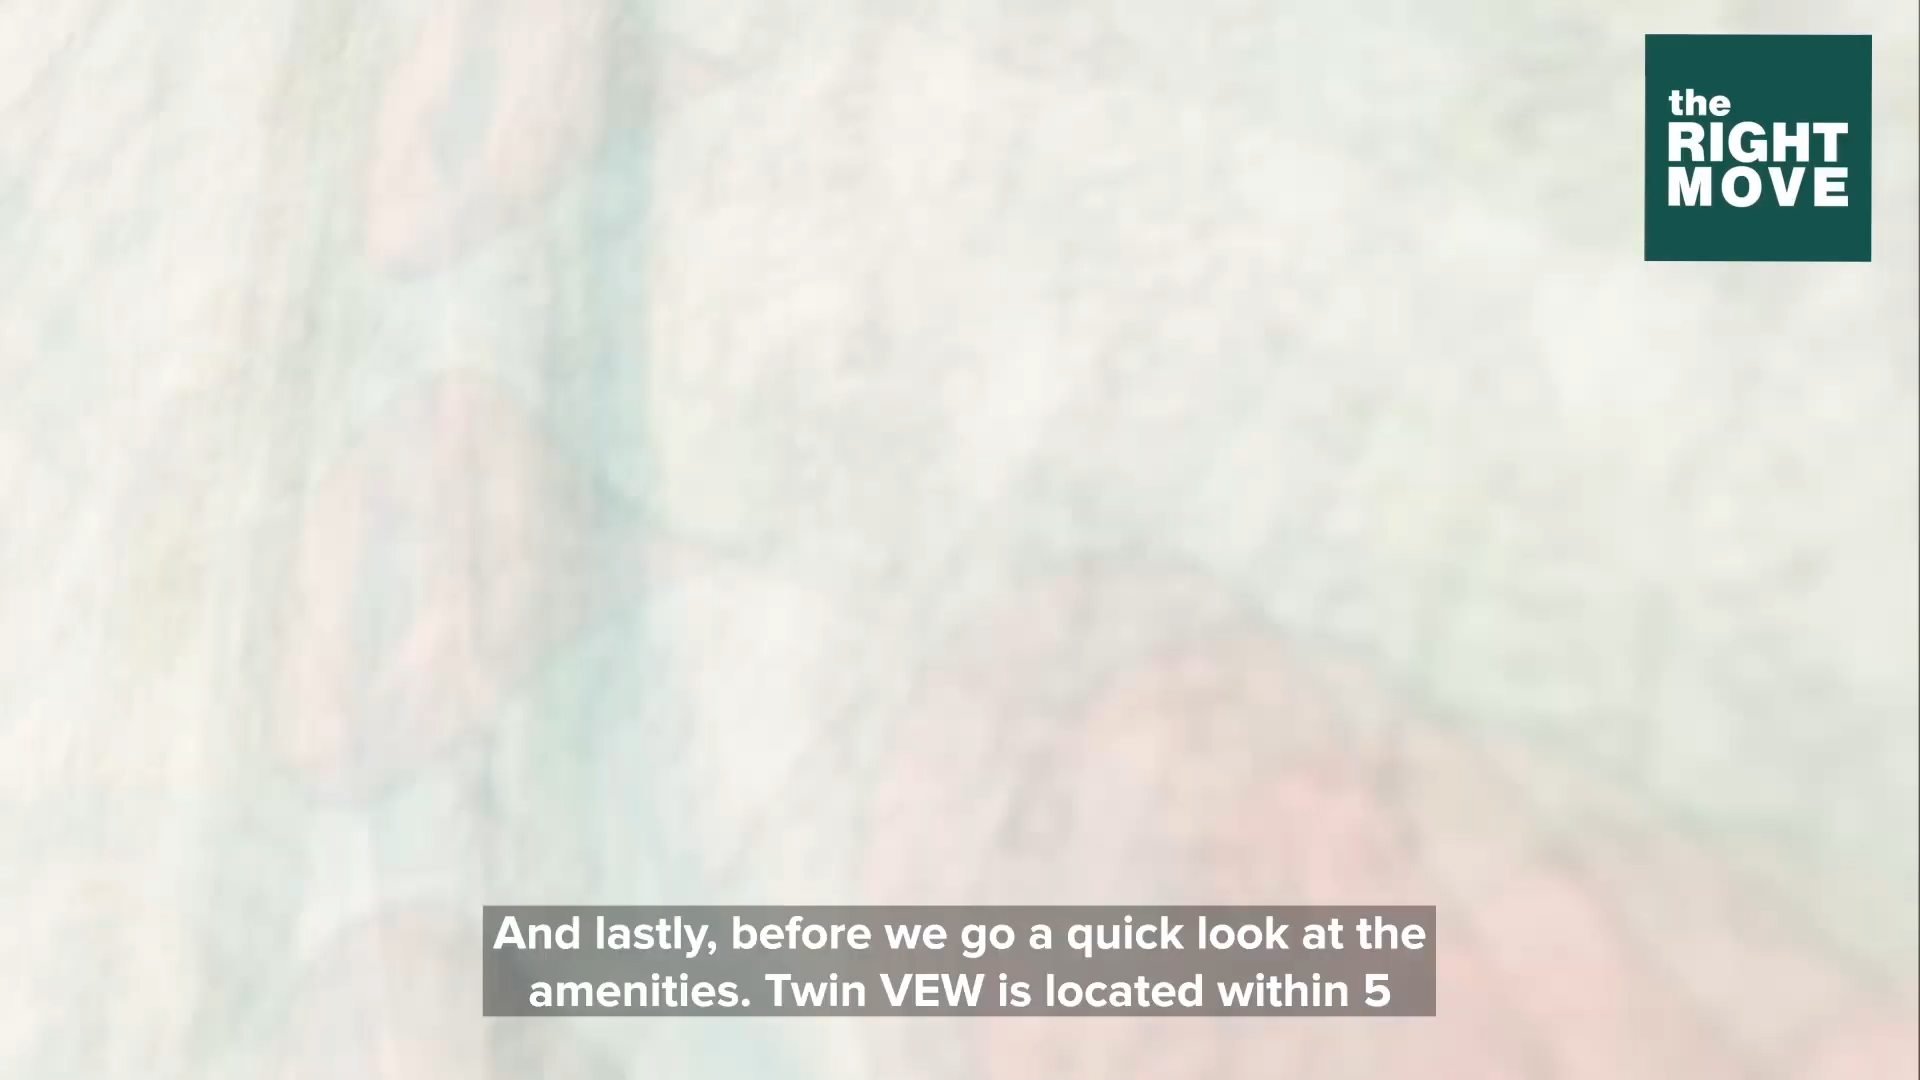 the
RIGHT
MOVE
And lastly, before we go a quick look at the
amenities. Twin VEW is located within 5